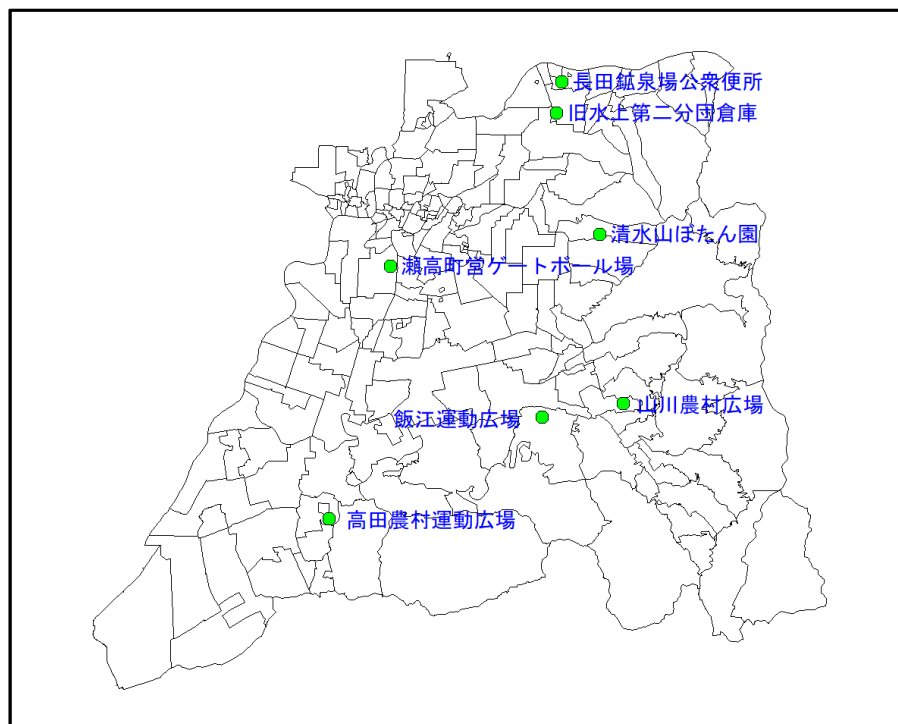 長田鉱泉場公衆便所
旧水上第二分団倉庫
清水山ぼたん園
瀬高町営ゲートボール場
山川農村広場
飯江運動広場
高田農村運動広場